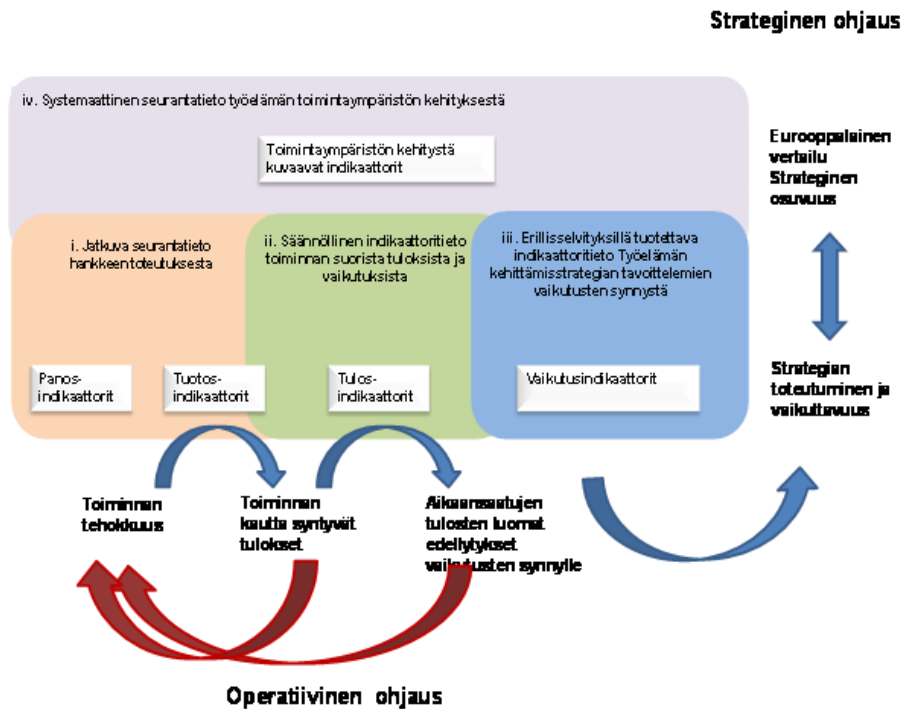 Strateginen ohjaus
iv. Systemaattinen seurantatieto työelämän toimintaympäristön kehityksestä
Toimintaympäristön kehitystä
kuvaavat indikaattorit
Eurooppalainen
vertailu
Strateginen
osuvuus
i. Jatkuva seurantatieto
hankkeen toteutuksesta
ii. Säännöllinen indikaattoritieto
toiminnan suorista tuloksista ja
vaikutuksista
iii. Erillisselvityksillä tuotettava
indikaattoritieto Työelämän
kehittämisstrategian tavoittelemien
vaikutusten synnystä
Panos-
indikaattorit
Tuotos-
indikaattorit
Tulos-
indikaattorit
Vaikutusindikaattorit
Strategian
toteutuminen ja
vaikuttavuus
Toiminnan
tehokkuus
Toiminnan
kautta syntyvät
tulokset
Aikaansaatujen
tulosten luomat
edellytykset
vaikutusten synnylle
Operatiivinen ohjaus